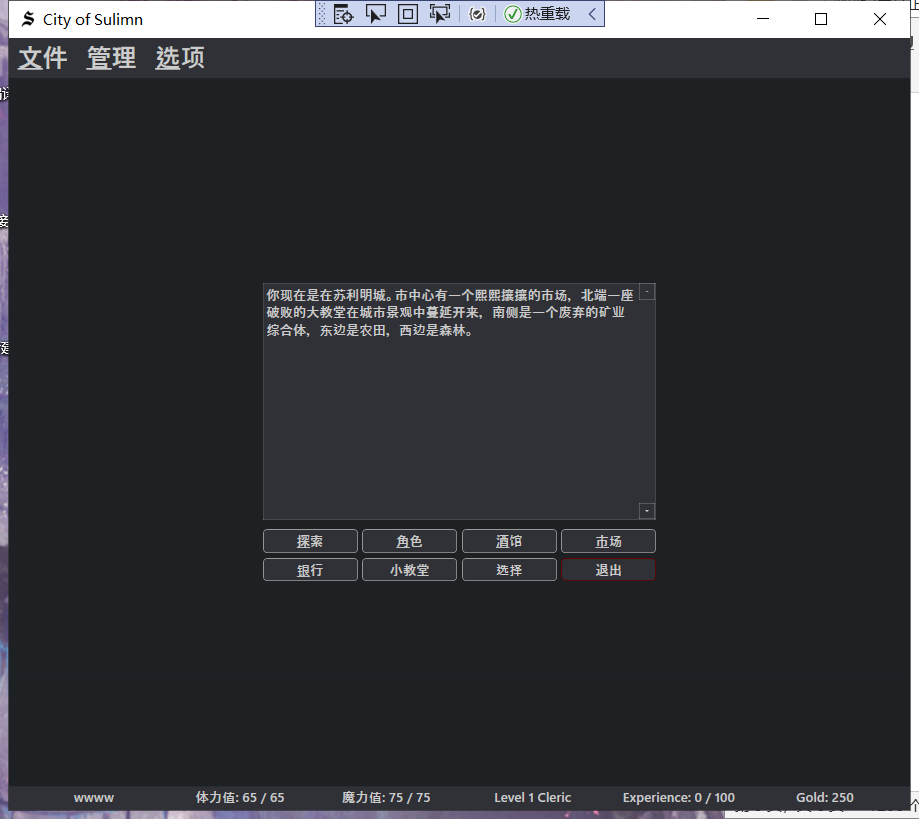 City of Sulimn
热重载
文件 管理 选项
你现在是在苏利明城。市中心有一个熙熙攘攘的市场，北端一座
破败的大教堂在城市景观中蔓延开来，南侧是一个废弃的矿业
综合体，东边是农田，西边是森林。
探索 角色 酒馆 市场
银行 小教堂 选择 退出
wwww 体力值: 65 / 65 魔力值: 75 / 75 Level 1 Cleric Experience: 0 / 100 Gold: 250